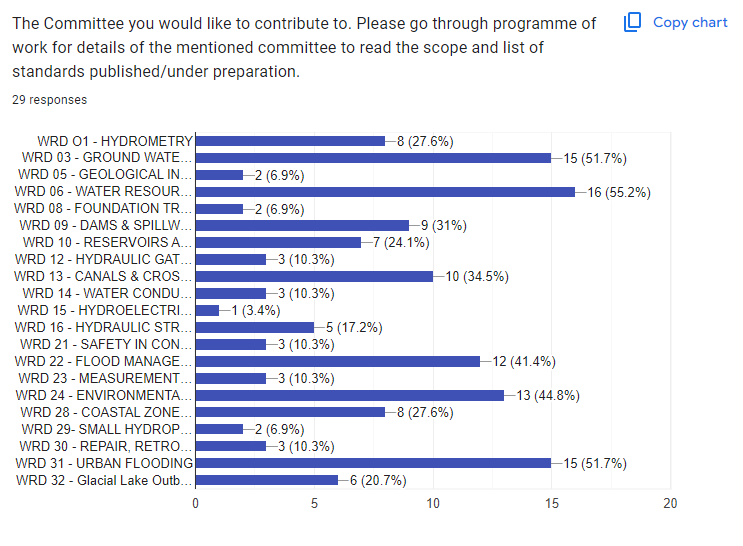 The Committee you would like to contribute to. Please go through programme of
work for details of the mentioned committee to read the scope and list of
standards published/under preparation.
Copy chart
29 responses
WRD O1 - HYDROMETRY 8 (27.6%)
WRD 03 - GROUND WATE... 15 (51.7%)
WRD 05 - GEOLOGICAL IN... 2 (6.9%)
WRD 06 - WATER RESOUR... 16 (55.2%)
WRD 08 - FOUNDATION TR... 2 (6.9%)
WRD 09 - DAMS & SPILLW... 9 (31%)
WRD 10 - RESERVOIRS A... 7 (24.1%)
WRD 12 - HYDRAULIC GAT... 3 (10.3%)
WRD 13 - CANALS & CROS... 10 (34.5%)
WRD 14 - WATER CONDU... 3 (10.3%)
WRD 15 - HYDROELECTRI... 1 (3.4%)
WRD 16 - HYDRAULIC STR... 5 (17.2%)
WRD 21 - SAFETY IN CON... 3 (10.3%)
WRD 22 - FLOOD MANAGE... 12 (41.4%)
WRD 23 - MEASUREMENT... 3 (10.3%)
WRD 24 - ENVIRONMENTA... 13 (44.8%)
WRD 28 - COASTAL ZONE... 8 (27.6%)
WRD 29- SMALL HYDROP... 2 (6.9%)
WRD 30 - REPAIR, RETRO... 3 (10.3%)
WRD 31 - URBAN FLOODING 15 (51.7%)
WRD 32 - Glacial Lake Outb... 6 (20.7%)
0 5 10 15 20